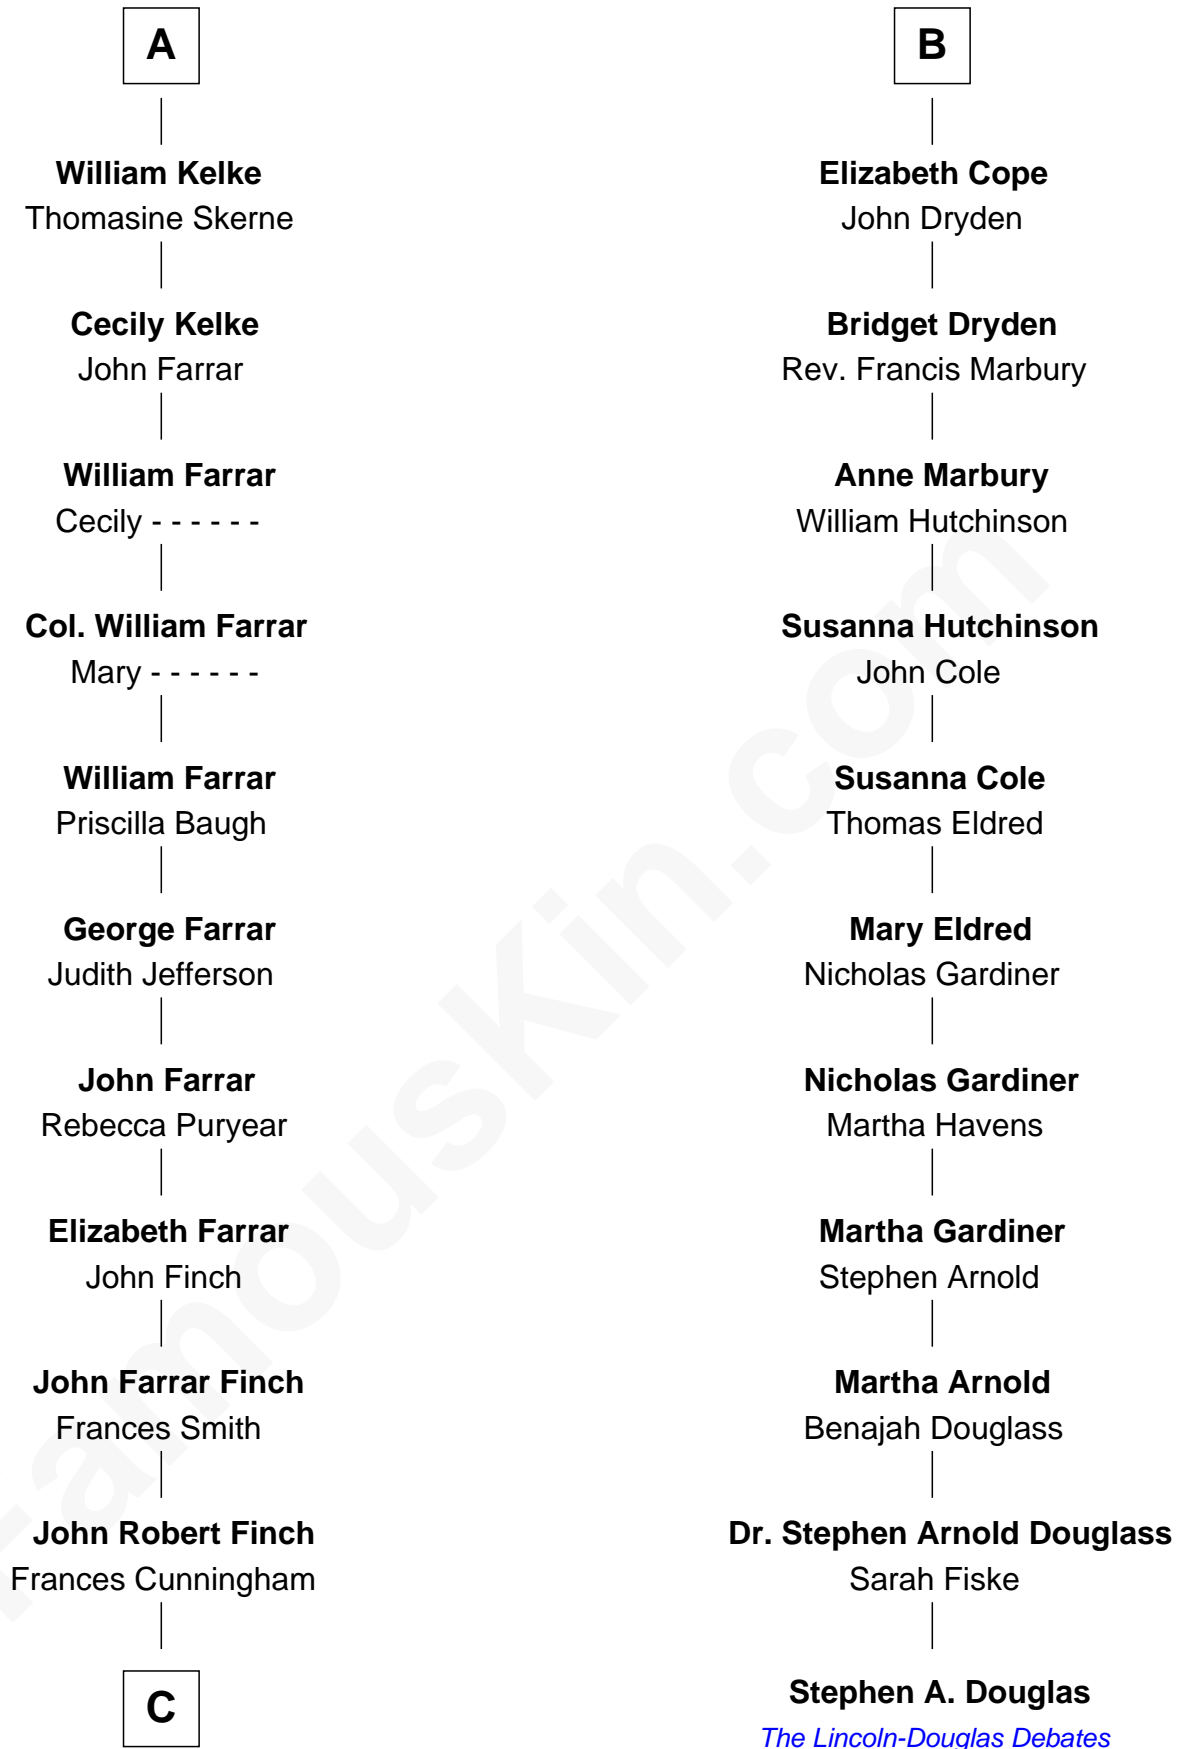 A
William Kelke
Thomasine Skerne
Cecily Kelke
John Farrar
William Farrar
Cecily - - - - - -
Col. William Farrar
Mary - - - - - -
William Farrar
Priscilla Baugh
George Farrar
Judith Jefferson
John Farrar
Rebecca Puryear
Elizabeth Farrar
John Finch
John Farrar Finch
Frances Smith
John Robert Finch
Frances Cunningham
C
B
Elizabeth Cope
John Dryden
Bridget Dryden
Rev. Francis Marbury
Anne Marbury
William Hutchinson
Susanna Hutchinson
John Cole
Susanna Cole
Thomas Eldred
Mary Eldred
Nicholas Gardiner
Nicholas Gardiner
Martha Havens
Martha Gardiner
Stephen Arnold
Martha Arnold
Benajah Douglass
Dr. Stephen Arnold Douglass
Sarah Fiske
Stephen A. Douglas
The Lincoln-Douglas Debates
FamousKin.com